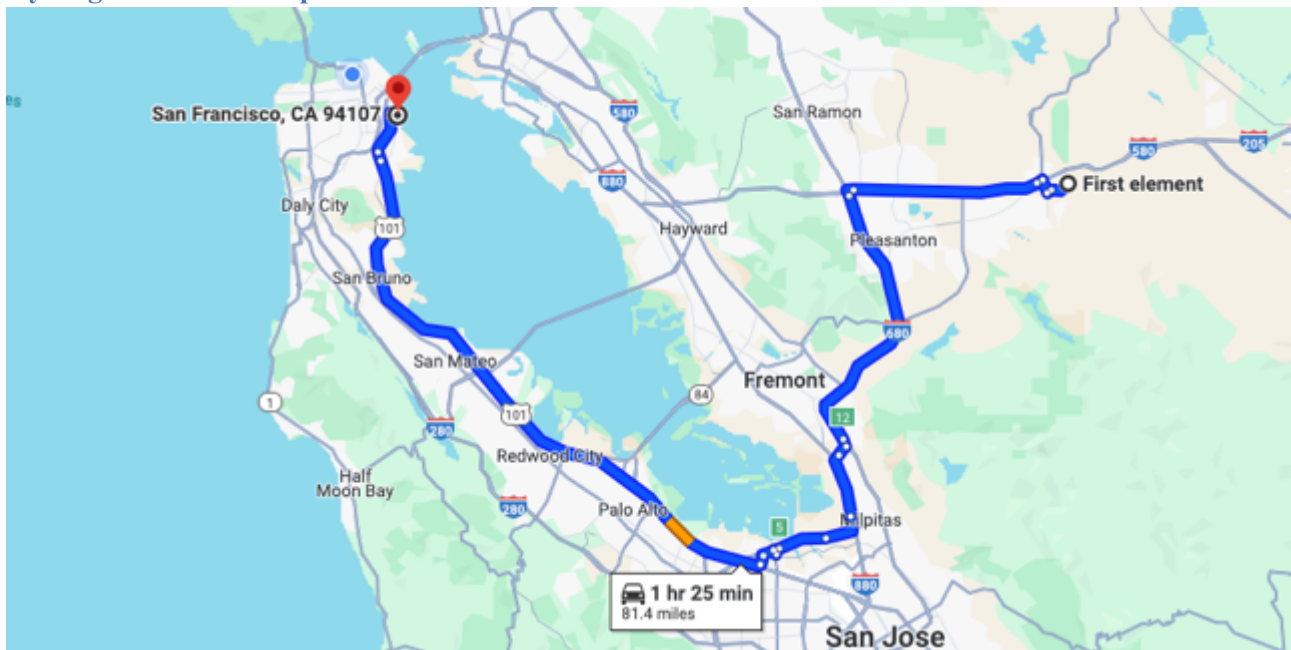 San Francisco, CA 94107
San Ramon
580
880
580
205
First element
Daly City
101
Hayward
Pleasanton
San Bruno
680
San Mateo
Fremont
84
1
101
12
280
Redwood City
Half
Moon Bay
280
Palo Alto
5
Milpitas
1 hr 25 min
81.4 miles
880
San Jose